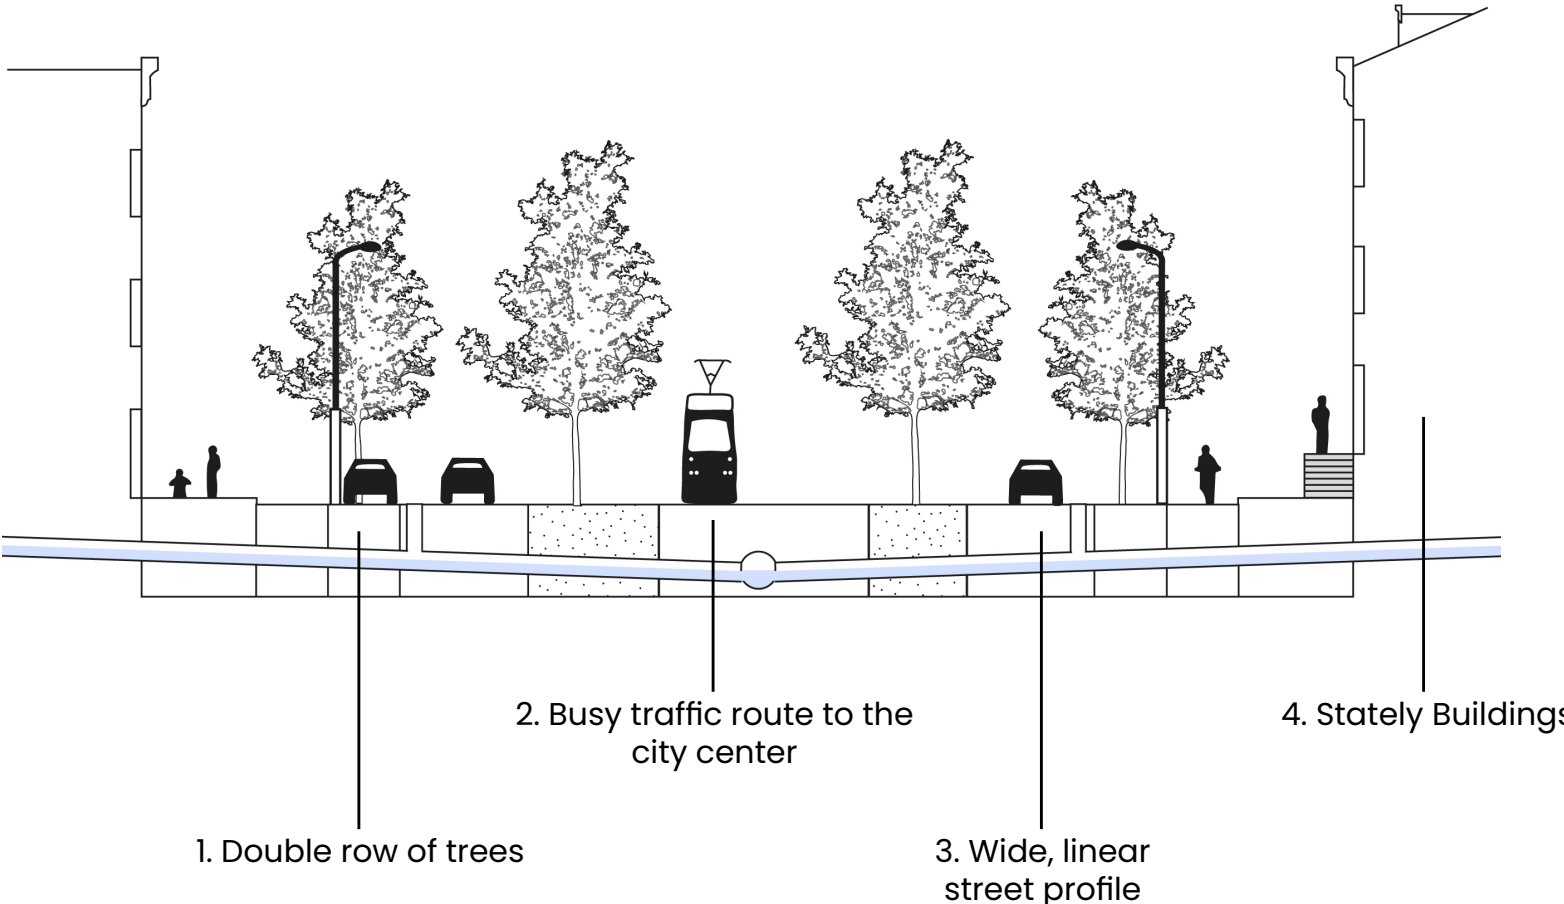 2. Busy traffic route to the
city center
4. Stately Buildings
1. Double row of trees
3. Wide, linear
street profile